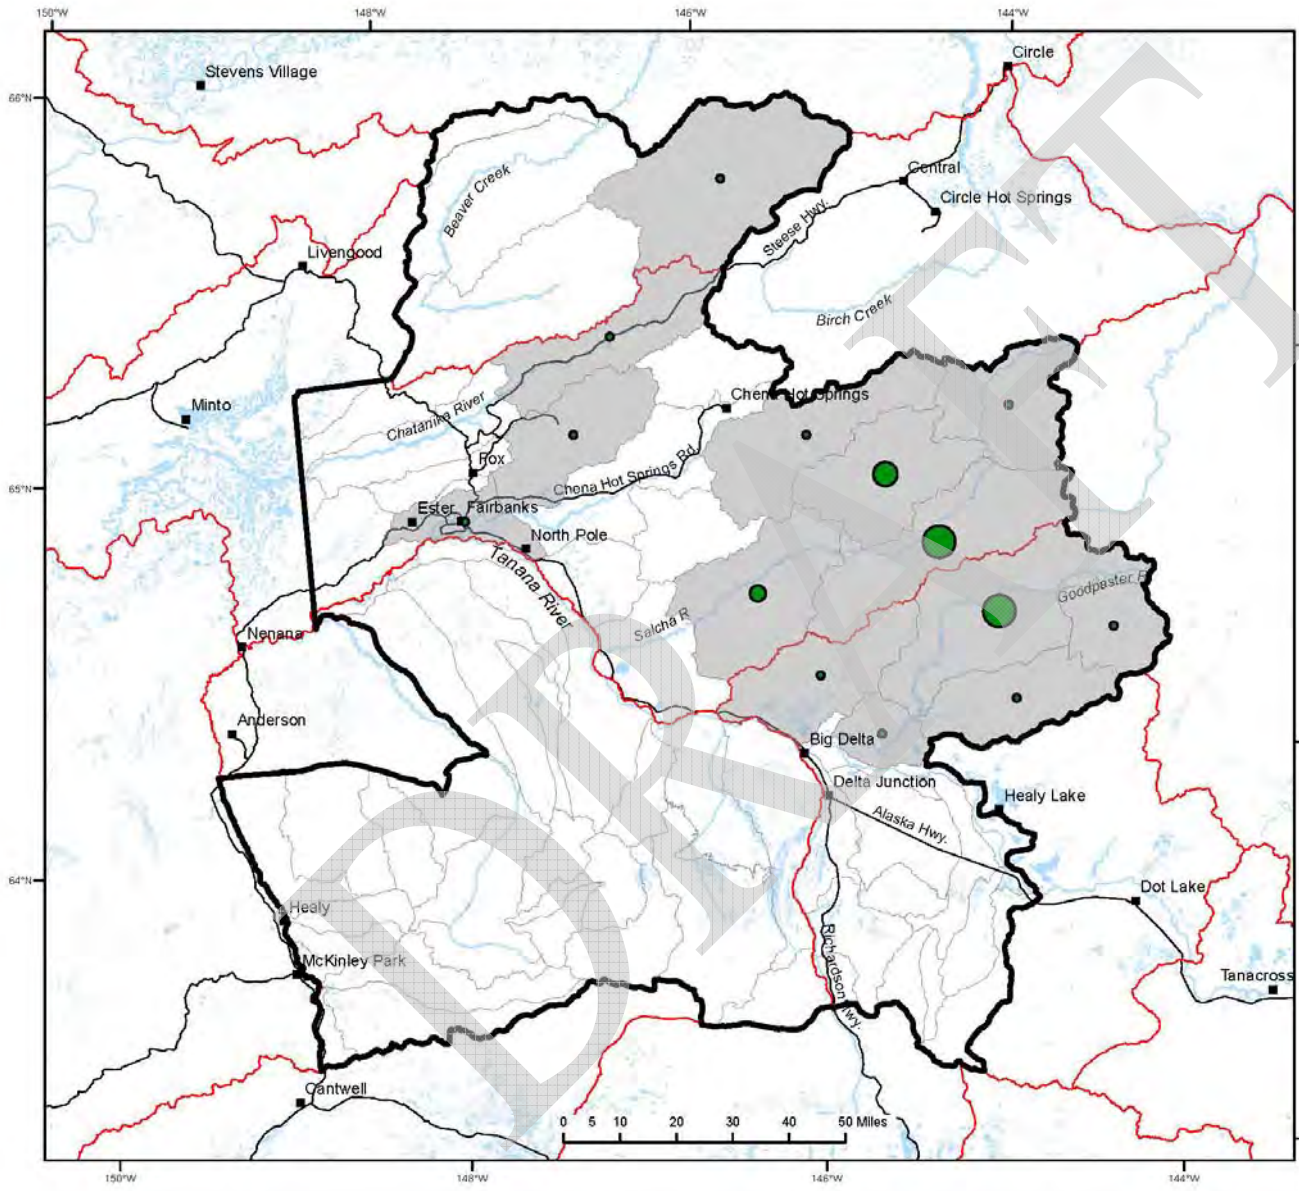 150°W
148°W
146°W
144°W
Circle
Stevens Village
66°N
Central
Beaver Creek
Circle Hot Springs
Steese Hwy.
Livengood
Birch Creek
Chena Hot Springs
Minto
Chatanika River
Fox
Chena Hot Springs Rd.
65°N
Ester
Fairbanks
North Pole
Tanana River
Goodpaster R
Salcha R
Nenana
Anderson
Big Delta
Delta Junction
Healy Lake
Alaska Hwy.
64°N
Dot Lake
Healy
McKinley Park
Richardson Hwy.
Tanacross
Cantwell
0 5 10 20 30 40 50 Miles
150°W
148°W
146°W
144°W
DRAFT